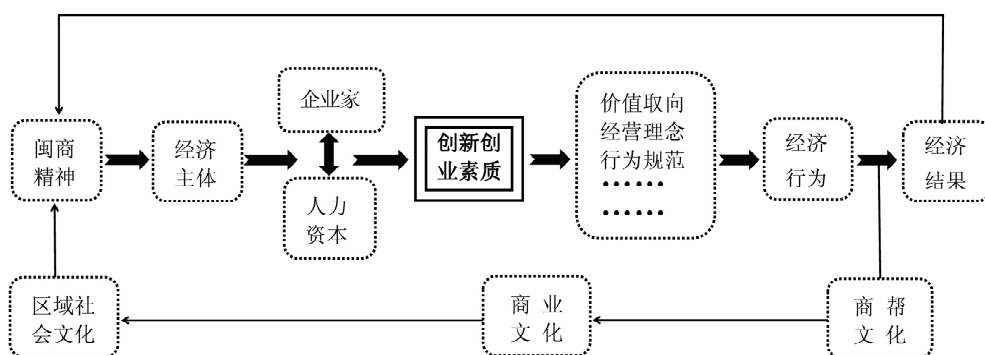 闽商
精神
经济
主体
企业家
人力
资本
创新创
业素质
价值取向
经营理念
行为规范
••••••
••••••
经济
行为
经济
结果
区域社
会文化
商 业
文 化
商 帮
文 化